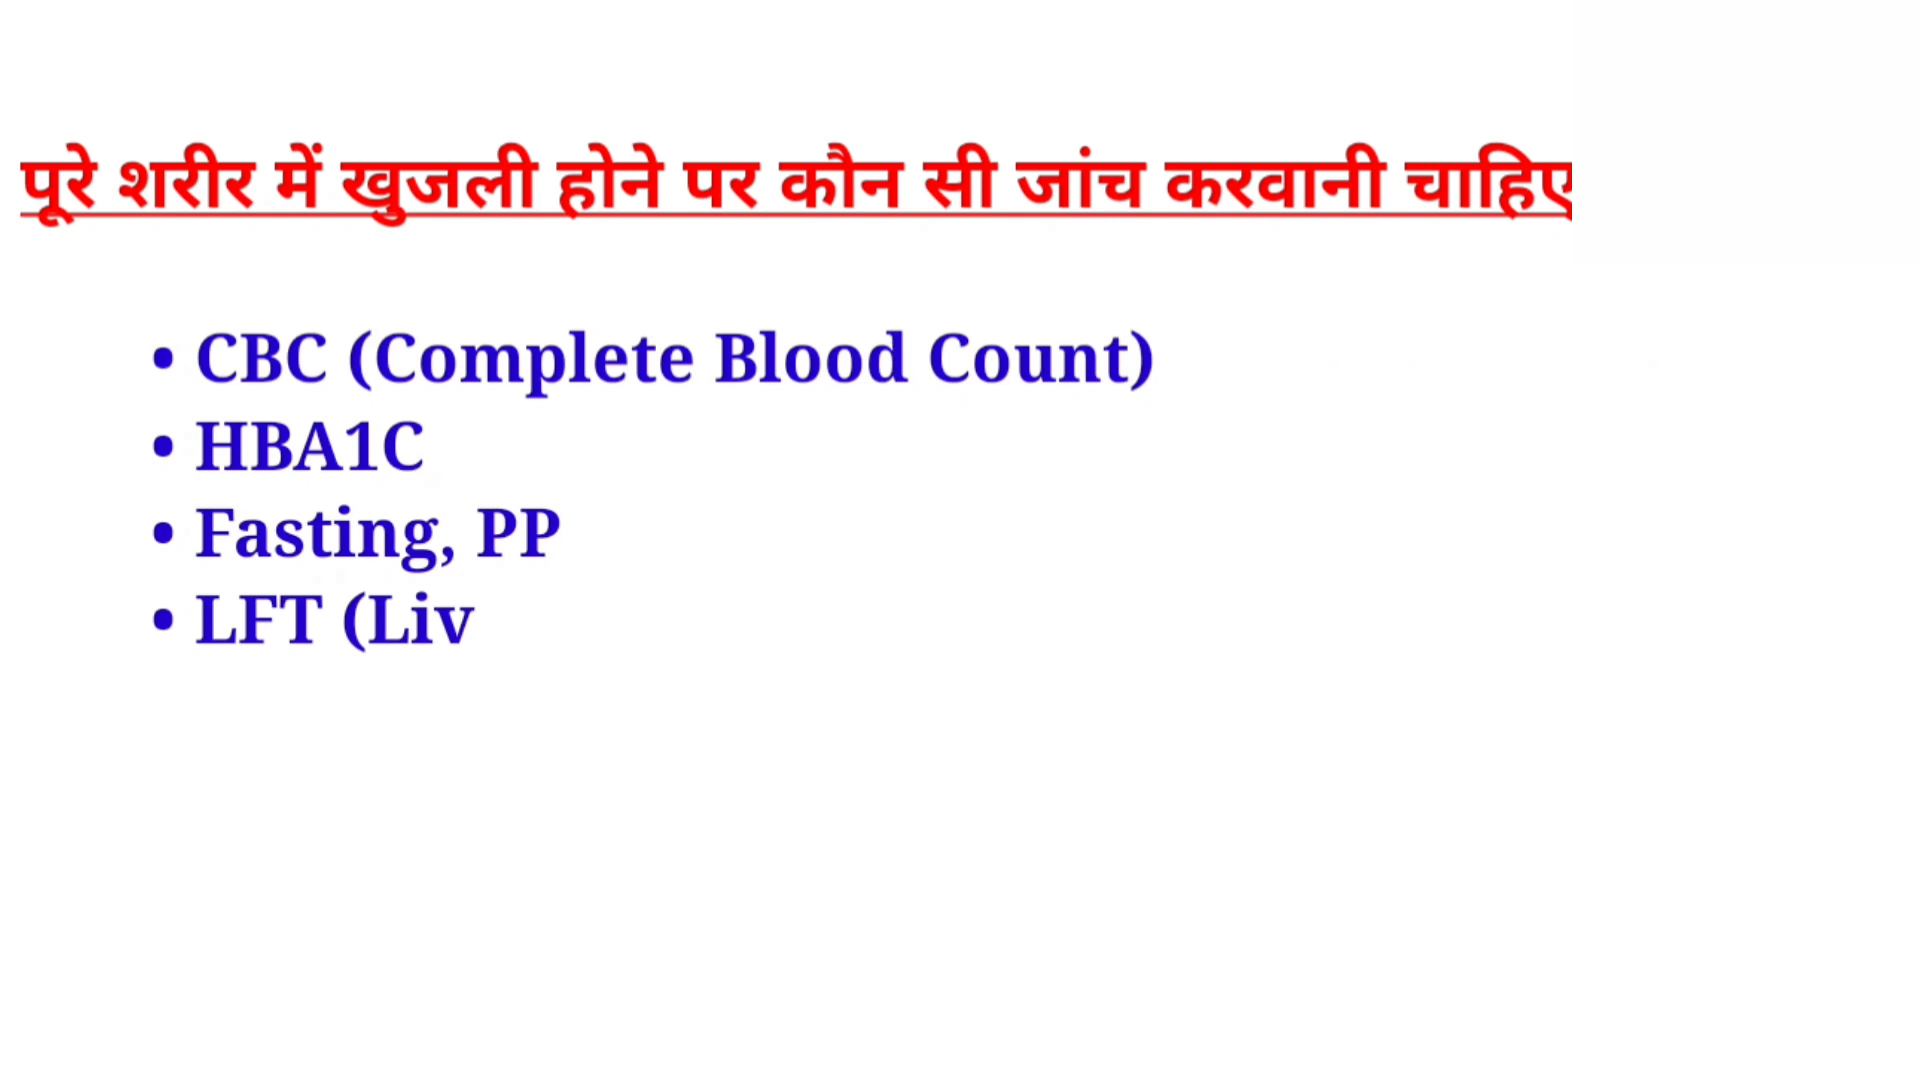 पूरे शरीर में खुजली होने पर कौन सी जांच करवानी चाहिए
• CBC (Complete Blood Count)
• HBA1C
• Fasting, PP
• LFT (Liv